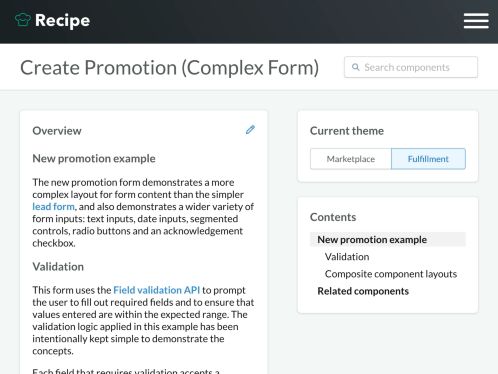 Recipe
Create Promotion (Complex Form)
Search components
Overview
New promotion example
The new promotion form demonstrates a more
complex layout for form content than the simpler
lead form, and also demonstrates a wider variety of
form inputs: text inputs, date inputs, segmented
controls, radio buttons and an acknowledgement
checkbox.
Validation
This form uses the Field validation API to prompt
the user to fill out required fields and to ensure that
values entered are within the expected range. The
validation logic applied in this example has been
intentionally kept simple to demonstrate the
concepts.
Each field that requires validation accepts a
Current theme
Marketplace
Fulfillment
Contents
New promotion example
Validation
Composite component layouts
Related components